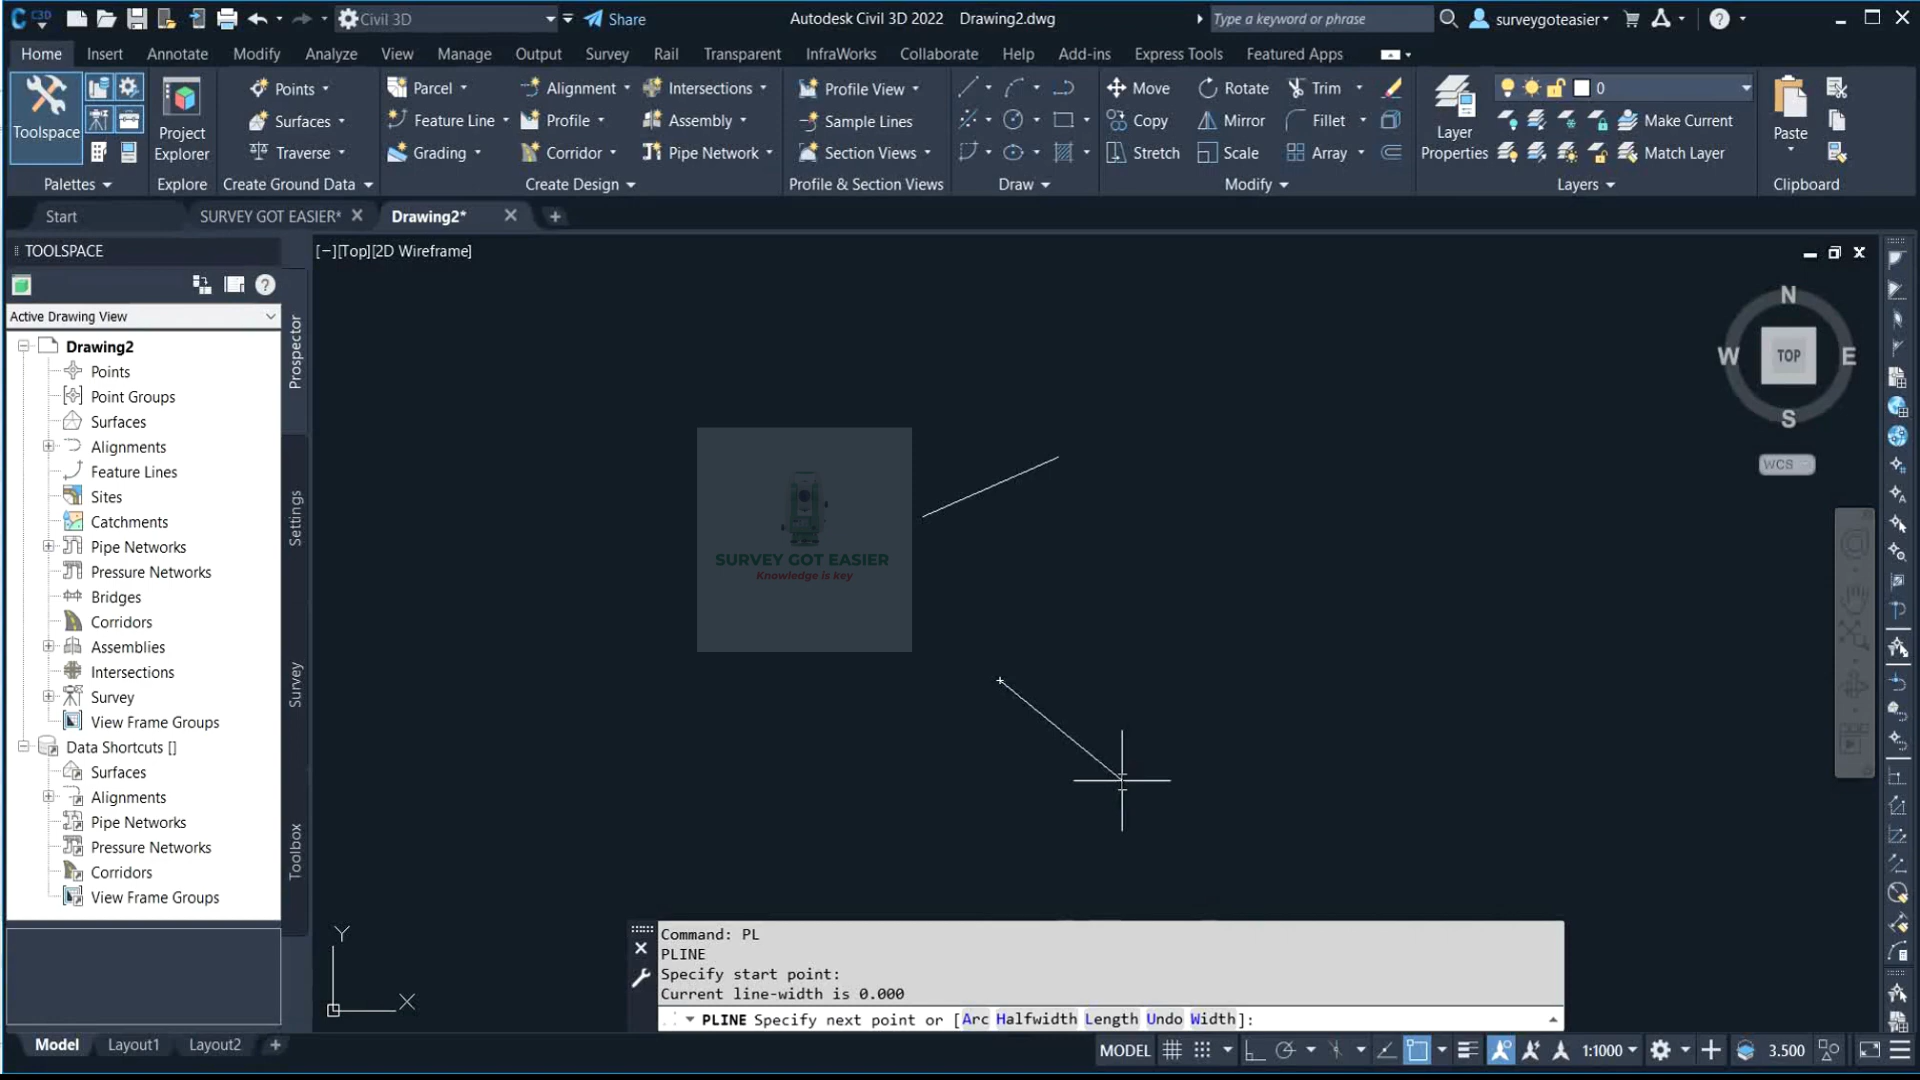 Civil 3D
Share
Autodesk Civil 3D 2022 Drawing2.dwg
Type a keyword or phrase
surveygoteasier
Home Insert Annotate Modify Analyze View Manage Output Survey Rail Transparent InfraWorks Collaborate Help Add-ins Express Tools Featured Apps
Toolspace
Palettes
Project Explorer
Explore
Points
Surfaces
Traverse
Create Ground Data
Parcel
Feature Line
Grading
Alignment
Profile
Corridor
Intersections
Assembly
Pipe Network
Create Design
Profile View
Sample Lines
Section Views
Profile & Section Views
Draw
Move
Copy
Stretch
Rotate
Mirror
Scale
Trim
Fillet
Array
Modify
Layer Properties
0
Make Current
Match Layer
Layers
Paste
Clipboard
Start
SURVEY GOT EASIER*
Drawing2*
TOOLSPACE
Active Drawing View
Drawing2
Points
Point Groups
Surfaces
Alignments
Feature Lines
Sites
Catchments
Pipe Networks
Pressure Networks
Bridges
Corridors
Assemblies
Intersections
Survey
View Frame Groups
Data Shortcuts []
Surfaces
Alignments
Pipe Networks
Pressure Networks
Corridors
View Frame Groups
Prospector
Settings
Survey
Toolbox
[−][Top][2D Wireframe]
SURVEY GOT EASIER
Knowledge is key
N
W
TOP
E
S
WCS
Y
X
Command: PL
PLINE
Specify start point:
Current line-width is 0.000
PLINE Specify next point or [Arc Halfwidth Length Undo Width]:
Model Layout1 Layout2
MODEL
1:1000
3.500